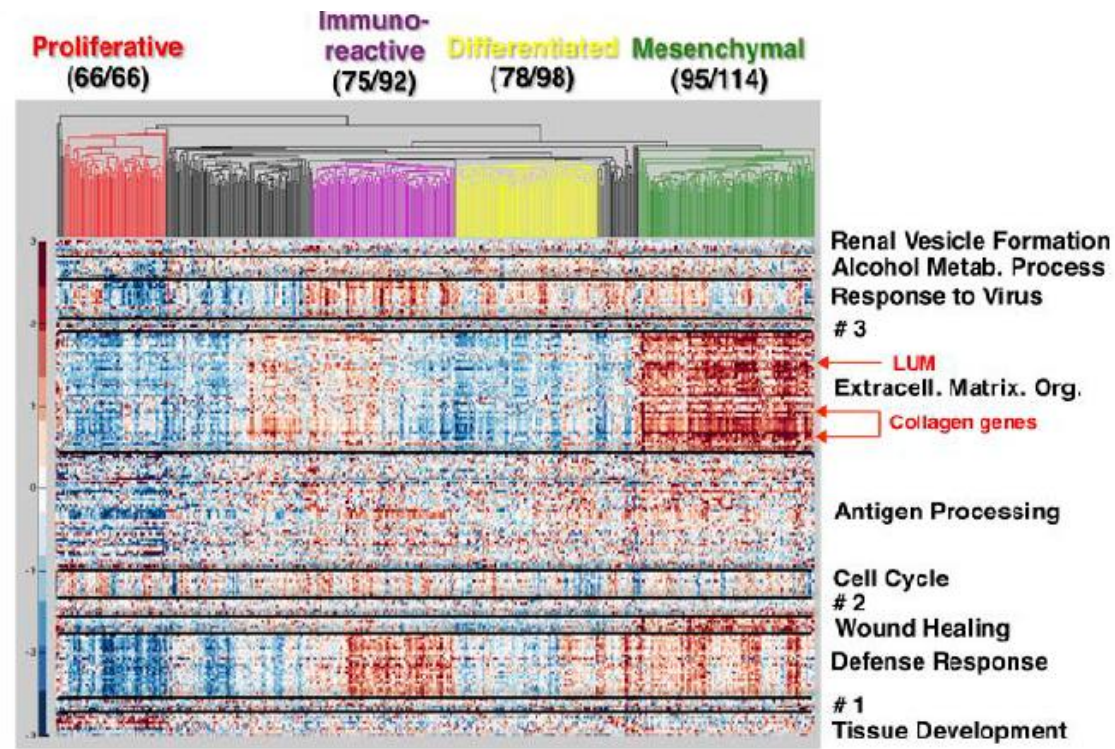 Proliferative
(66/66)
Immuno-
reactive
(75/92)
Differentiated
(78/98)
Mesenchymal
(95/114)
3
2
1
0
-1
-2
-3
Renal Vesicle Formation
Alcohol Metab. Process
Response to Virus
# 3
LUM
Extracell. Matrix. Org.
Collagen genes
Antigen Processing
Cell Cycle
# 2
Wound Healing
Defense Response
# 1
Tissue Development